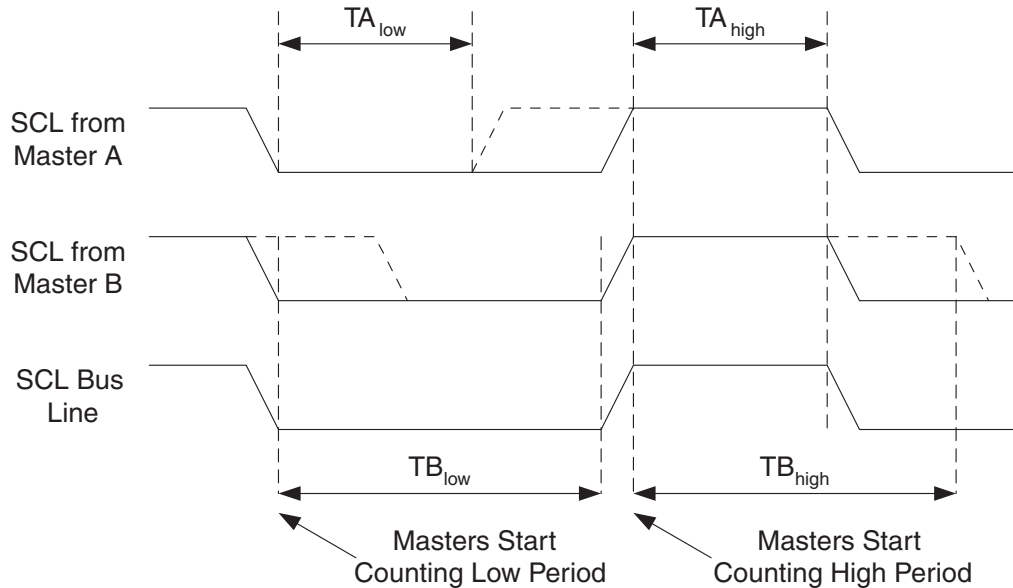 TA low
TA high
SCL from
Master A
SCL from
Master B
SCL Bus
Line
TB low
TB high
Masters Start
Counting Low Period
Masters Start
Counting High Period